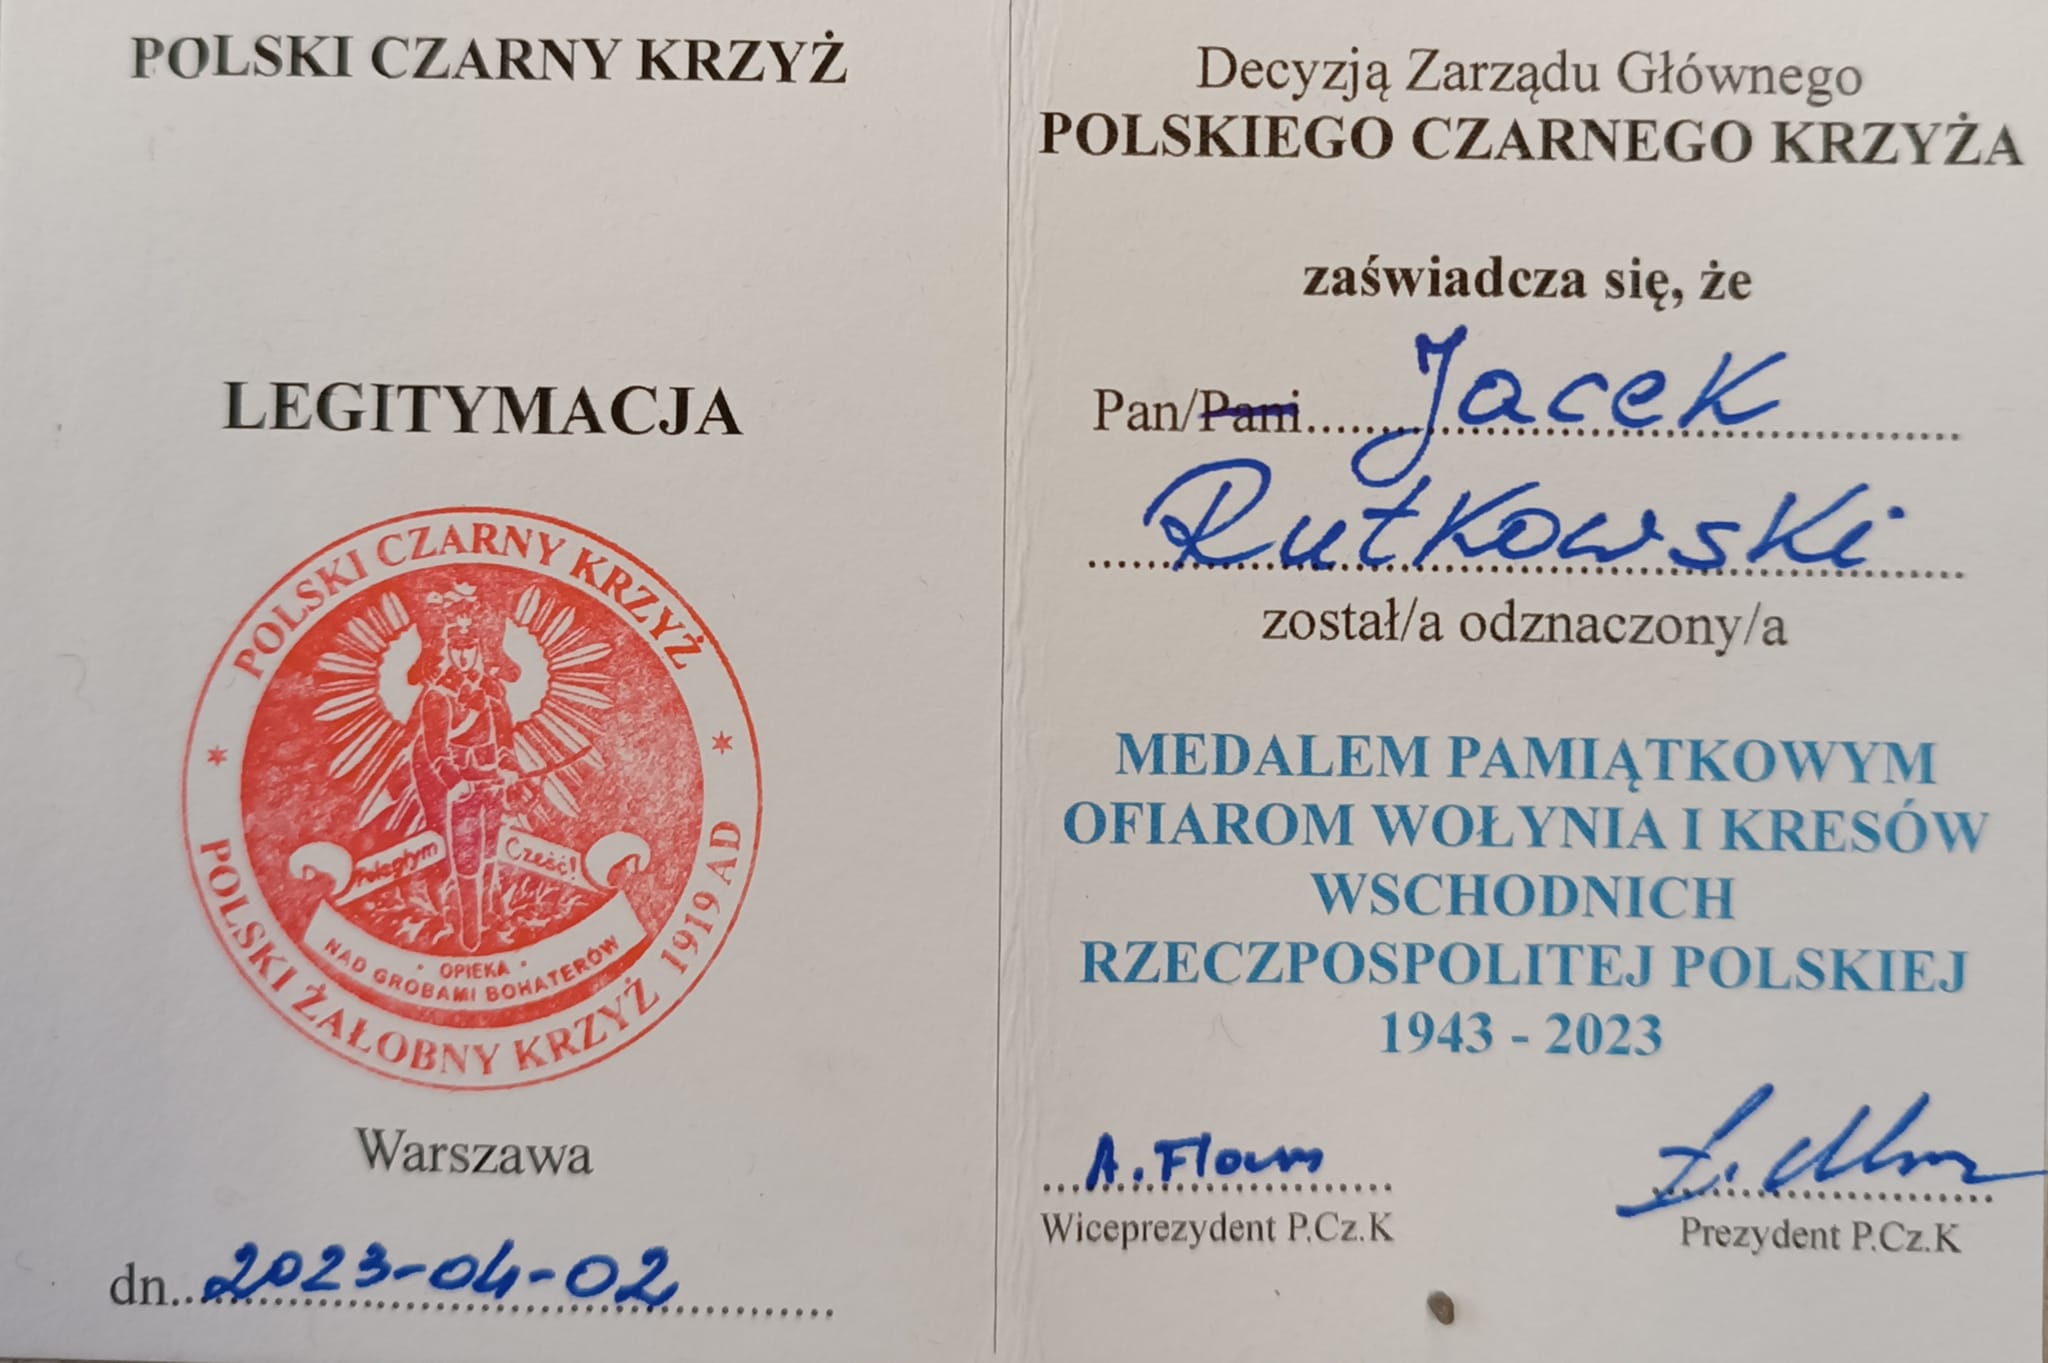 POLSKI CZARNY KRZYŻ
LEGITYMACJA
POLSKI CZARNY KRZYŻ
Poległym Cześć!
· OPIEKA ·
NAD GROBAMI BOHATERÓW
POLSKI ŻAŁOBNY KRZYŻ 1919 AD
Warszawa
dn..2023-04-02
Decyzją Zarządu Głównego
POLSKIEGO CZARNEGO KRZYŻA
zaświadcza się, że
Pan/Pani Jacek
Rutkowski
został/a odznaczony/a
MEDALEM PAMIĄTKOWYM
OFIAROM WOŁYNIA I KRESÓW
WSCHODNICH
RZECZPOSPOLITEJ POLSKIEJ
1943 - 2023
A.
Wiceprezydent P.Cz.K
Prezydent P.Cz.K